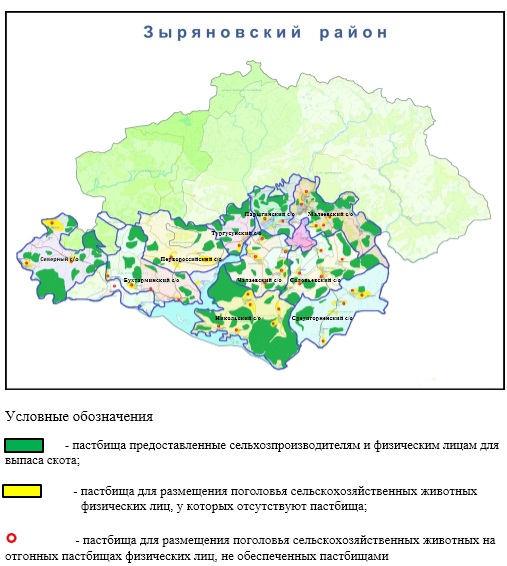 Зыряновский район
Парыгинский с/о
Малеевский с/о
Тургусунский с/о
Северный с/о
Первороссийский с/о
Бухтарминский с/о
Чапаевский с/о
Соловьевский с/о
Никольский с/о
Средигорненский с/о
Условные обозначения
- пастбища предоставленные сельхозпроизводителям и физическим лицам для
выпаса скота;
- пастбища для размещения поголовья сельскохозяйственных животных
физических лиц, у которых отсутствуют пастбища;
- пастбища для размещения поголовья сельскохозяйственных животных на
отгонных пастбищах физических лиц, не обеспеченных пастбищами